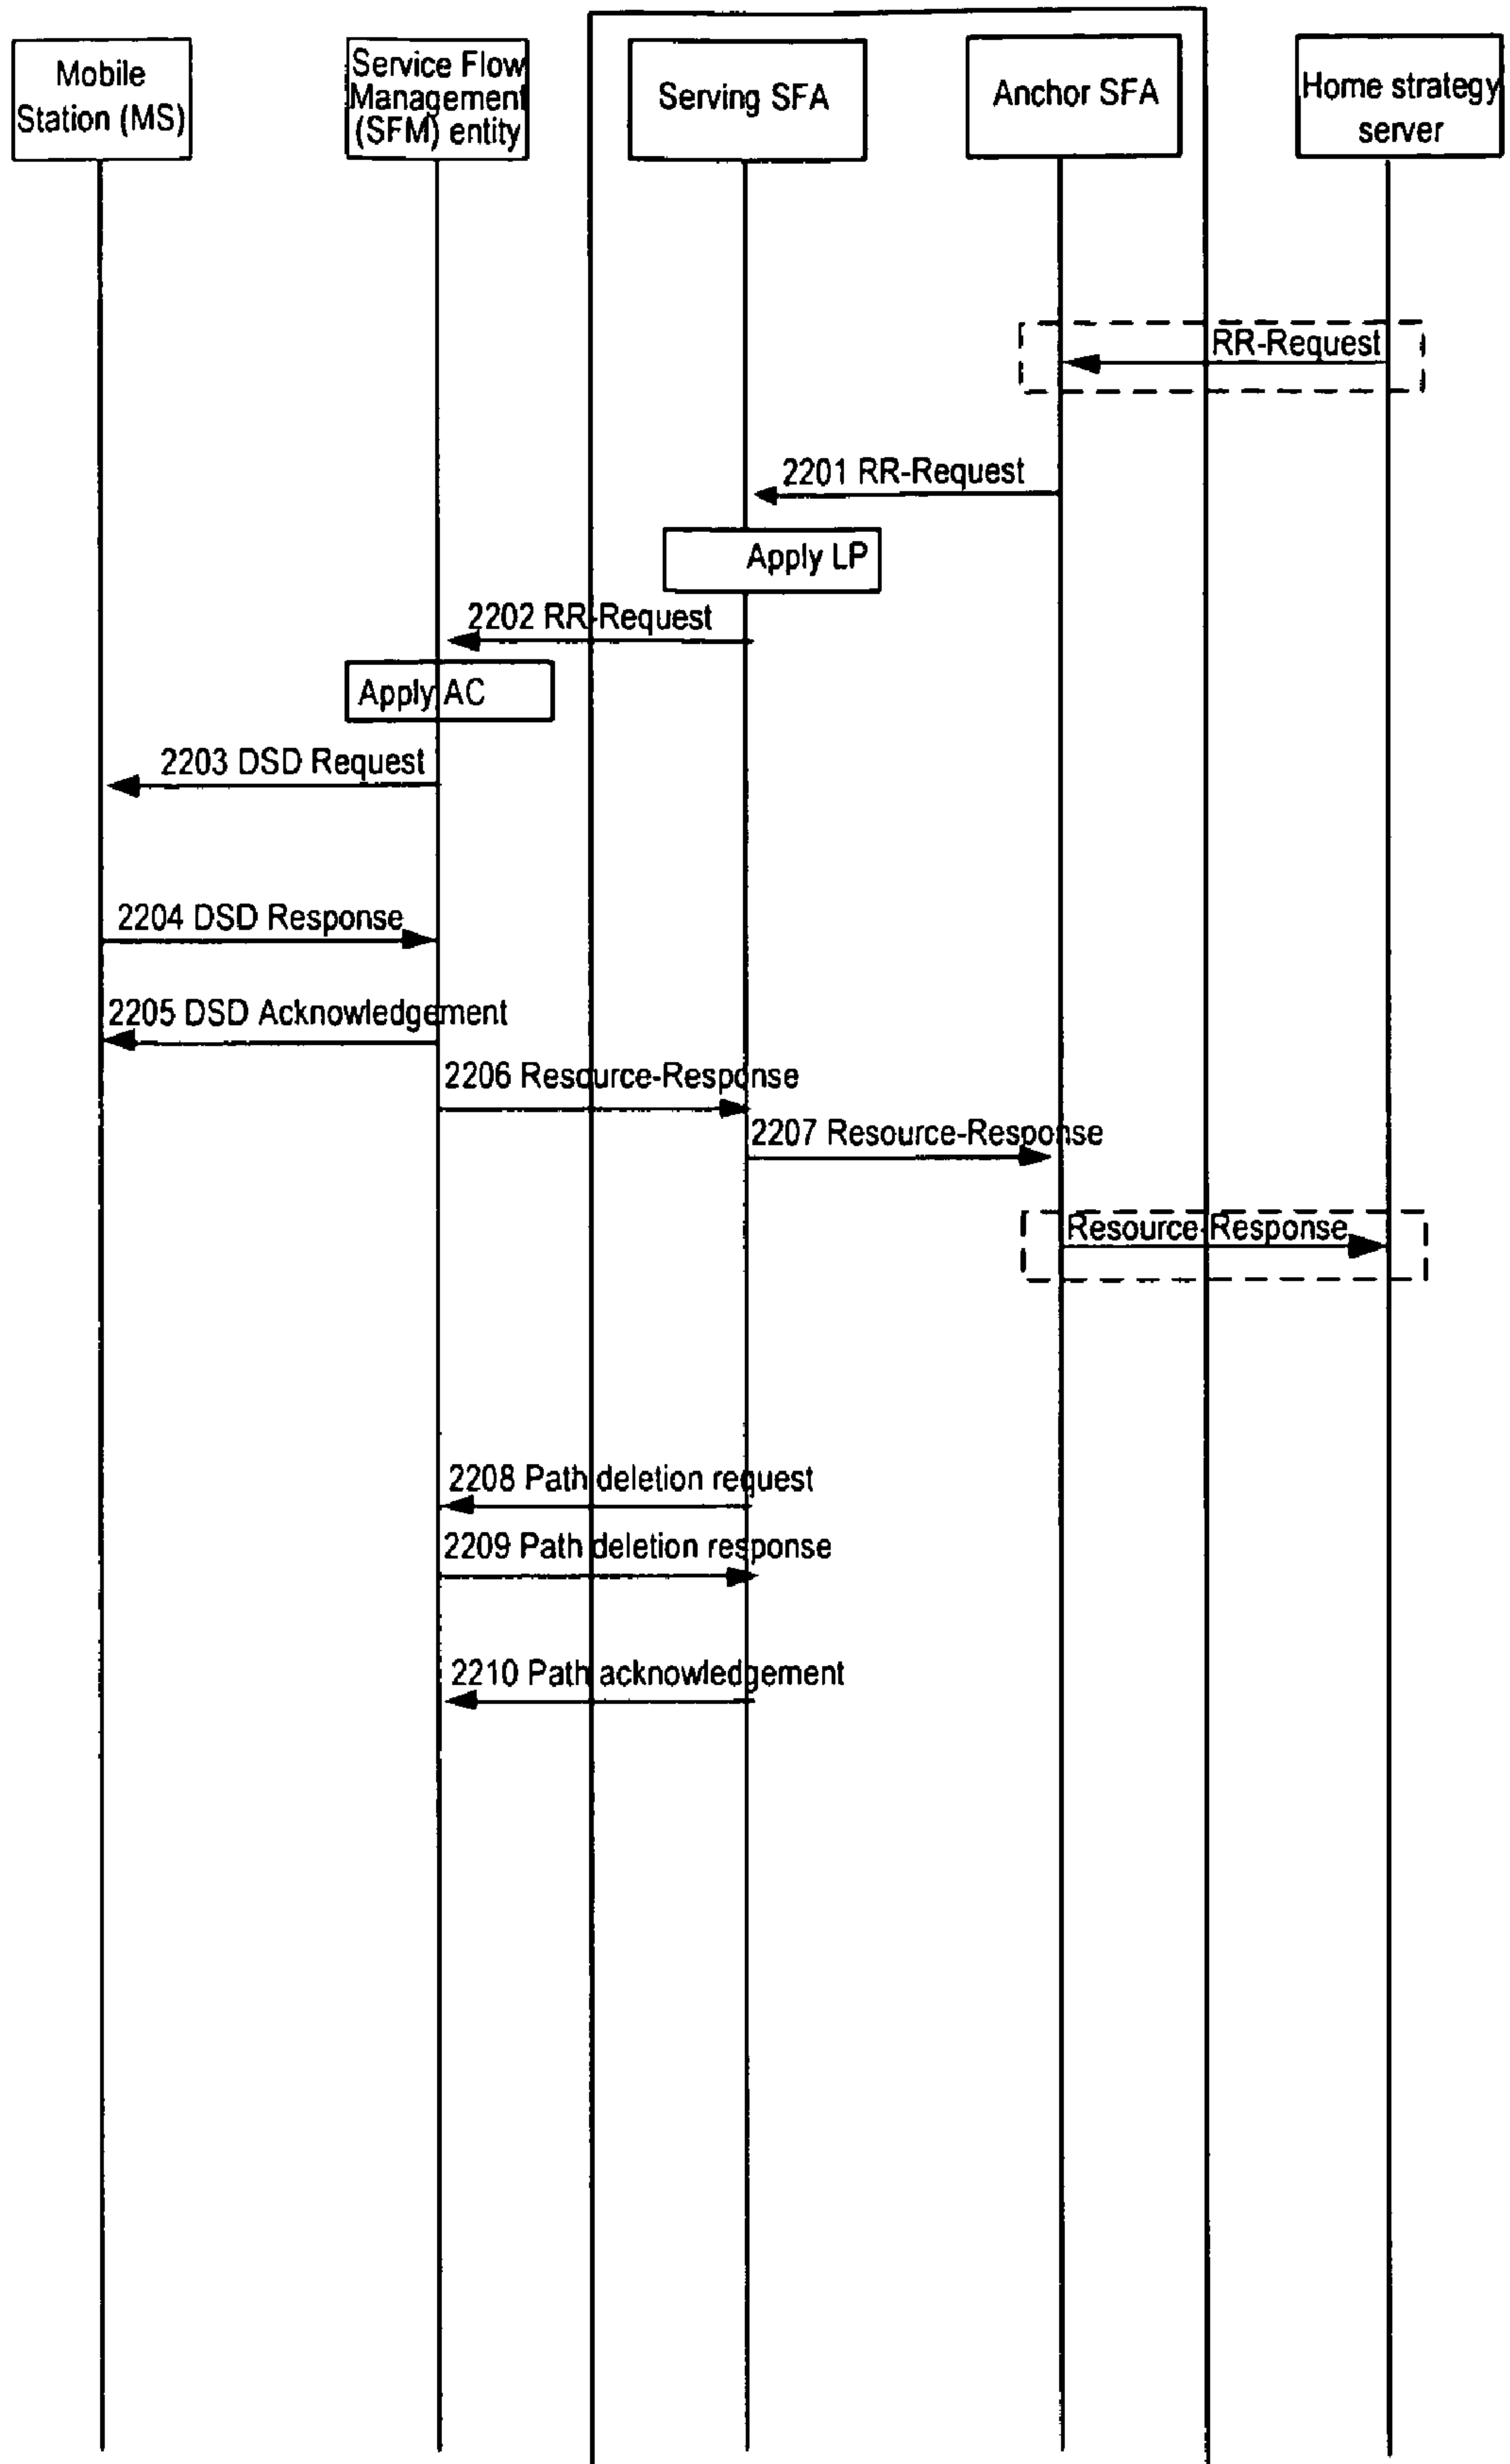 Mobile
Station (MS)
Service Flow
Management
(SFM) entity
Serving SFA
Anchor SFA
Home strategy
server
RR-Request
2201 RR-Request
Apply LP
2202 RR-Request
Apply AC
2203 DSD Request
2204 DSD Response
2205 DSD Acknowledgement
2206 Resource-Response
2207 Resource-Response
Resource-Response
2208 Path deletion request
2209 Path deletion response
2210 Path acknowledgement